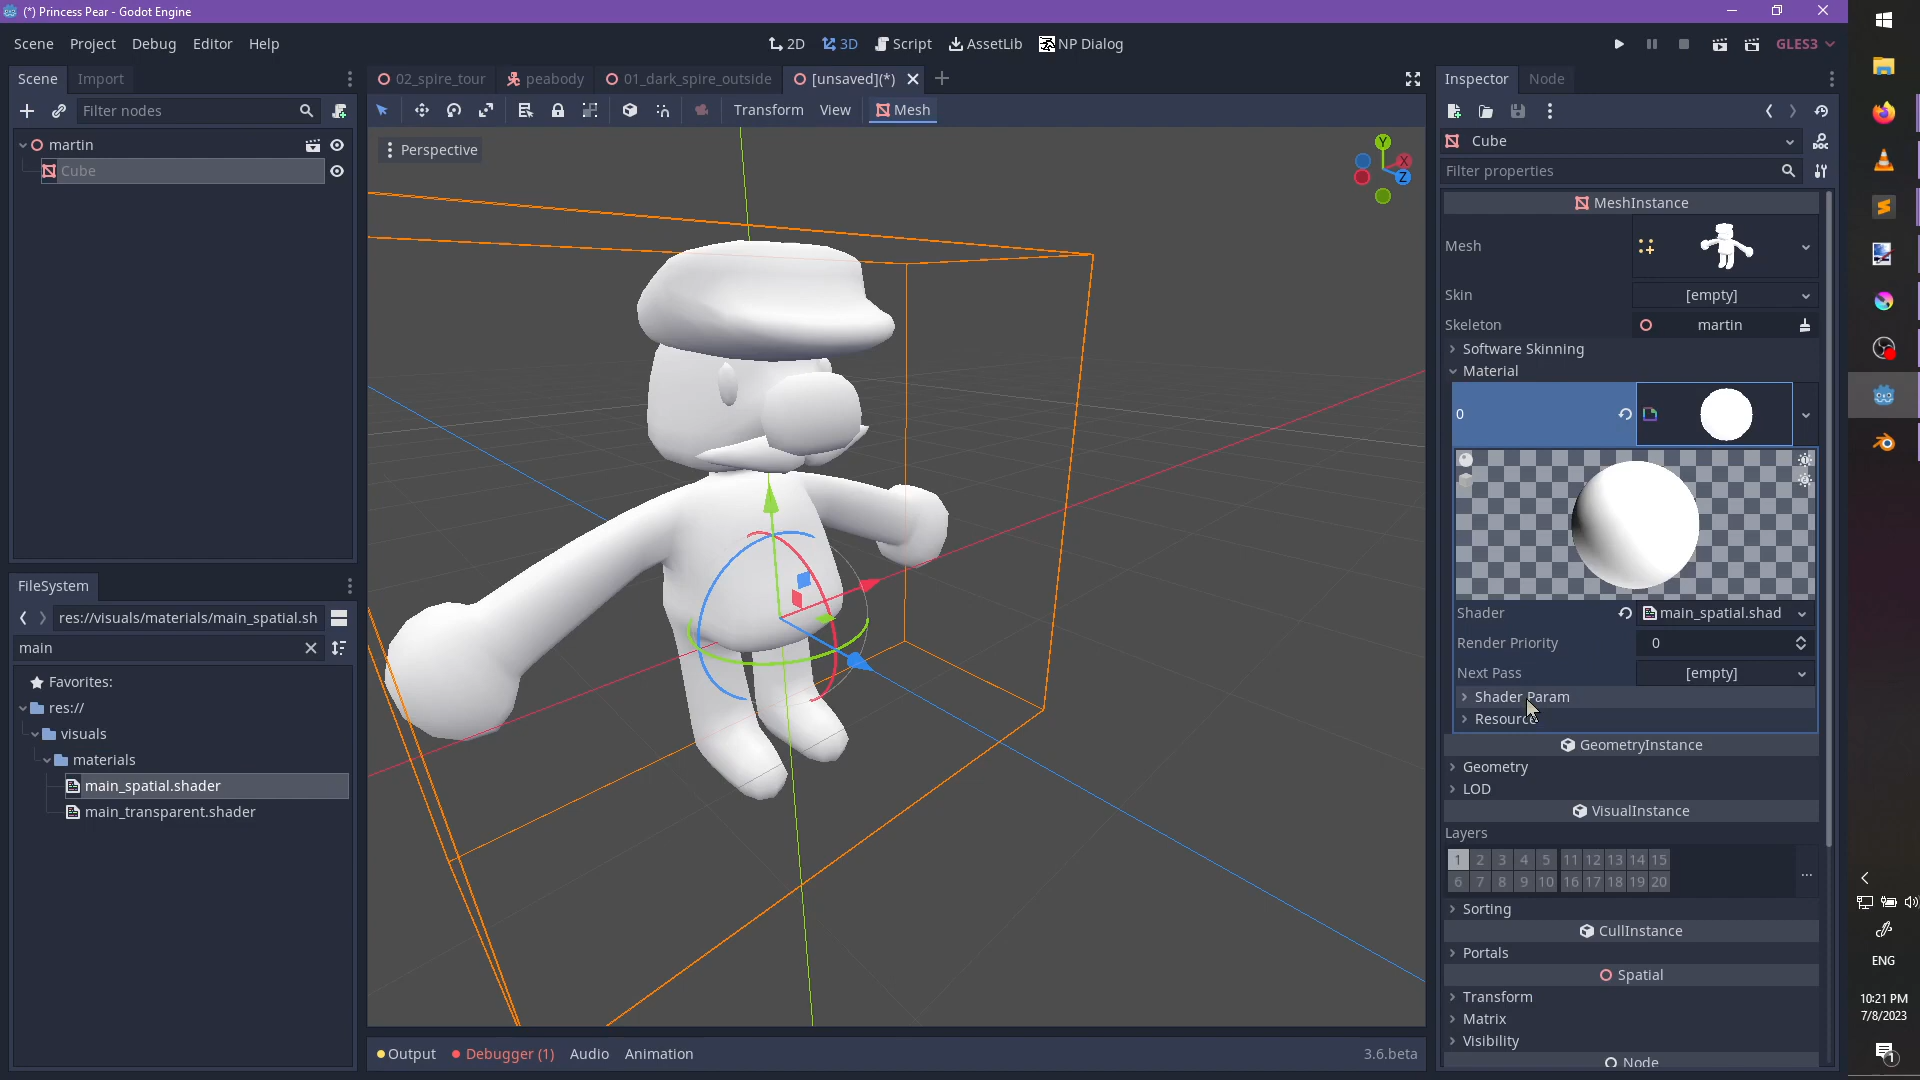 (*) Princess Pear - Godot Engine
Scene Project Debug Editor Help
2D 3D Script AssetLib NP Dialog
GLES3
Scene Import
02_spire_tour peabody 01_dark_spire_outside [unsaved](*)
Inspector Node
Filter nodes
Transform View Mesh
martin
Cube
Perspective
Y
X
Z
Cube
Filter properties
MeshInstance
Mesh
Skin [empty]
Skeleton martin
Software Skinning
Material
0
Shader main_spatial.shad
Render Priority 0
Next Pass [empty]
Shader Param
Resource
GeometryInstance
Geometry
LOD
VisualInstance
Layers
1 2 3 4 5 11 12 13 14 15
6 7 8 9 10 16 17 18 19 20
Sorting
CullInstance
Portals
Spatial
Transform
Matrix
Visibility
Node
FileSystem
res://visuals/materials/main_spatial.sh
main
Favorites:
res://
visuals
materials
main_spatial.shader
main_transparent.shader
Output Debugger (1) Audio Animation
3.6.beta
ENG
10:21 PM
7/8/2023
1